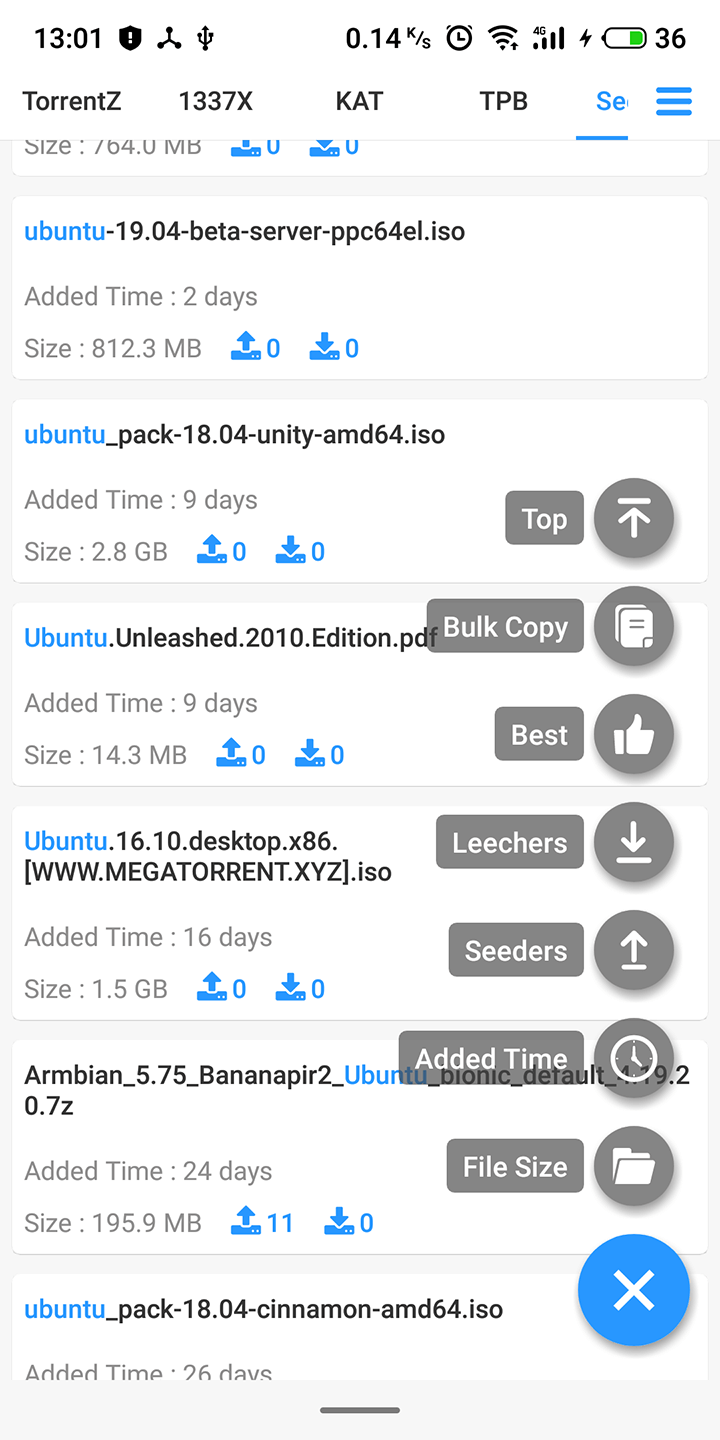 13:01 0.14 K/s 4G 36
TorrentZ 1337X KAT TPB See
Size : 764.0 MB 0 0
ubuntu-19.04-beta-server-ppc64el.iso
Added Time : 2 days
Size : 812.3 MB 0 0
ubuntu_pack-18.04-unity-amd64.iso
Added Time : 9 days
Top
Size : 2.8 GB 0 0
Ubuntu.Unleashed.2010.Edition.pdf
Bulk Copy
Added Time : 9 days
Best
Size : 14.3 MB 0 0
Ubuntu.16.10.desktop.x86.
[WWW.MEGATORRENT.XYZ].iso
Leechers
Added Time : 16 days
Seeders
Size : 1.5 GB 0 0
Added Time
Armbian_5.75_Bananapir2_Ubuntu_bionic_default_4.19.2
0.7z
Added Time : 24 days
File Size
Size : 195.9 MB 11 0
ubuntu_pack-18.04-cinnamon-amd64.iso
Added Time : 26 days